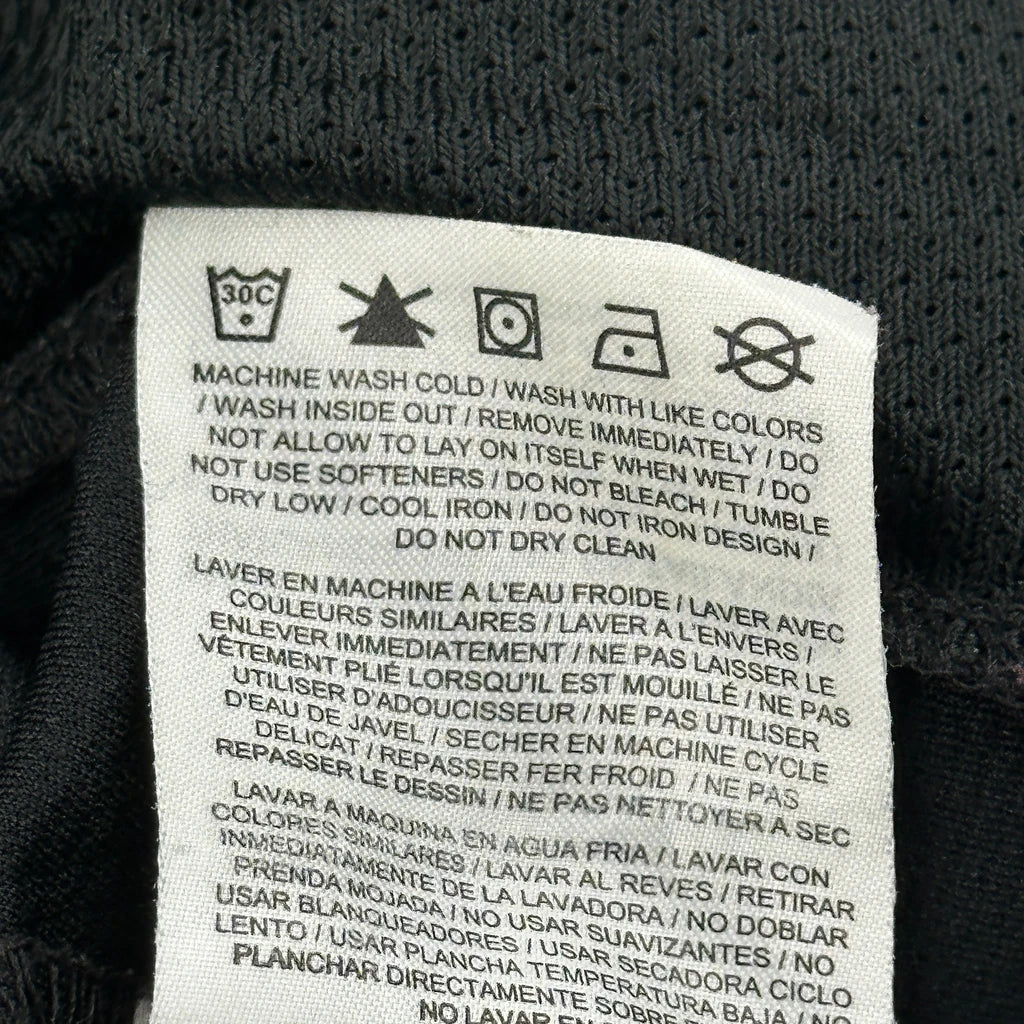 30C
MACHINE WASH COLD / WASH WITH LIKE COLORS
/ WASH INSIDE OUT / REMOVE IMMEDIATELY / DO
NOT ALLOW TO LAY ON ITSELF WHEN WET / DO
NOT USE SOFTENERS / DO NOT BLEACH / TUMBLE
DRY LOW / COOL IRON / DO NOT IRON DESIGN /
DO NOT DRY CLEAN
LAVER EN MACHINE A L'EAU FROIDE / LAVER AVEC
COULEURS SIMILAIRES / LAVER A L'ENVERS /
ENLEVER IMMEDIATEMENT / NE PAS LAISSER LE
VÊTEMENT PLIÉ LORSQU'IL EST MOUILLÉ / NE PAS
UTILISER D'ADOUCISSEUR / NE PAS UTILISER
D'EAU DE JAVEL / SECHER EN MACHINE CYCLE
DELICAT / REPASSER FER FROID / NE PAS
REPASSER LE DESSIN / NE PAS NETTOYER A SEC
LAVAR A MAQUINA EN AGUA FRIA / LAVAR CON
COLORES SIMILARES / LAVAR AL REVES / RETIRAR
INMEDIATAMENTE DE LA LAVADORA / NO DOBLAR
PRENDA MOJADA / NO USAR SUAVIZANTES / NO
USAR BLANQUEADORES / USAR SECADORA CICLO
LENTO / USAR PLANCHA TEMPERATURA BAJA / NO
PLANCHAR DIRECTAMENTE SOBRE
NO LAVAR EN